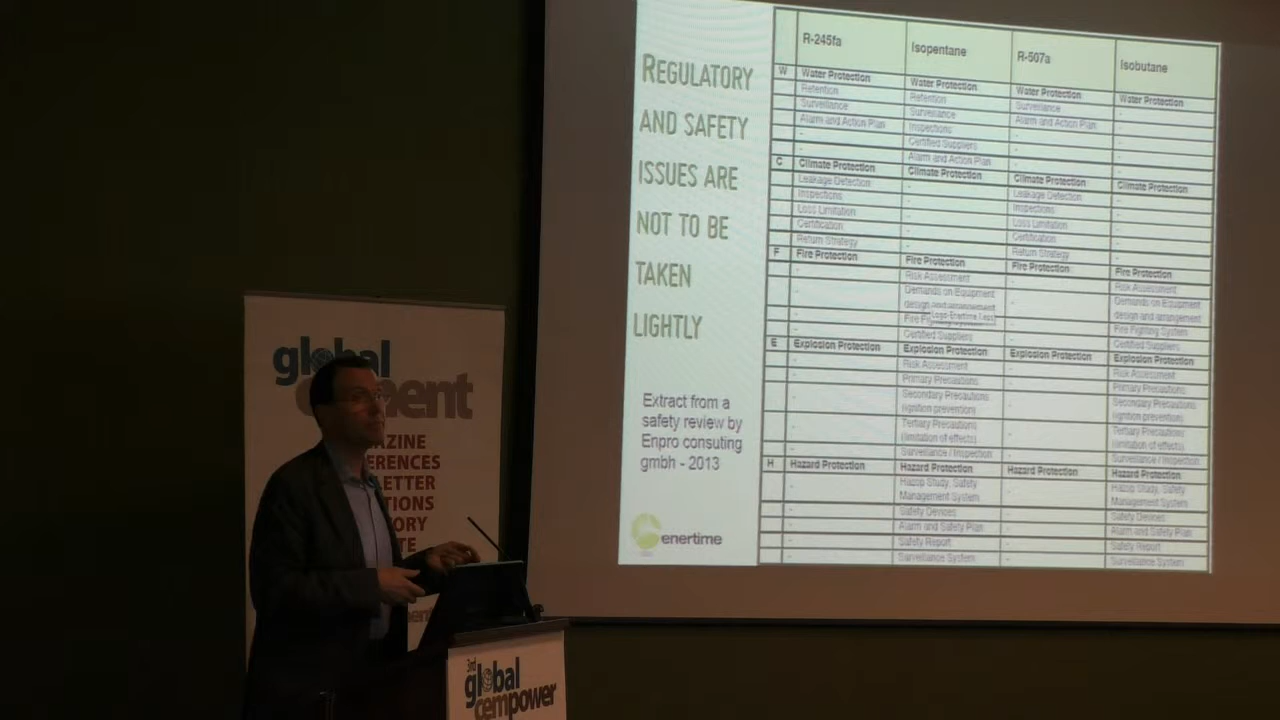 REGULATORY
AND SAFETY
ISSUES ARE
NOT TO BE
TAKEN
LIGHTLY
Extract from a
safety review by
Enpro consuting
gmbh - 2013
enertime
R-245fa Isopentane R-507a Isobutane
W Water Protection Water Protection Water Protection Water Protection
Retention Retention Surveillance -
Surveillance Surveillance Alarm and Action Plan -
Alarm and Action Plan Inspections - -
- Certified Suppliers - -
- Alarm and Action Plan - -
C Climate Protection Climate Protection Climate Protection Climate Protection
Leakage Detection - Leakage Detection -
Inspections - Inspections -
Loss Limitation - Loss Limitation -
Certification - Certification -
Return Strategy - Return Strategy -
F Fire Protection Fire Protection Fire Protection Fire Protection
- Risk Assessment - Risk Assessment
- Demands on Equipment - Demands on Equipment
design and arrangement design and arrangement
- Fire - Fire Fighting System
- Certified Suppliers - Certified Suppliers
E Explosion Protection Explosion Protection Explosion Protection Explosion Protection
- Risk Assessment - Risk Assessment
- Primary Precautions - Primary Precautions
- Secondary Precautions - Secondary Precautions
(ignition prevention) (ignition prevention)
- Tertiary Precautions - Tertiary Precautions
(limitation of effects) (limitation of effects)
- Surveillance / Inspection - Surveillance / Inspection
H Hazard Protection Hazard Protection Hazard Protection Hazard Protection
- Hazop Study, Safety - Hazop Study, Safety
Management System Management System
- Safety Devices - Safety Devices
- Alarm and Safety Plan - Alarm and Safety Plan
- Safety Report - Safety Report
- Surveillance System - Surveillance System
global
ment
AZINE
ERENCES
LETTER
TIONS
ORY
TE
3rd
global
cempower